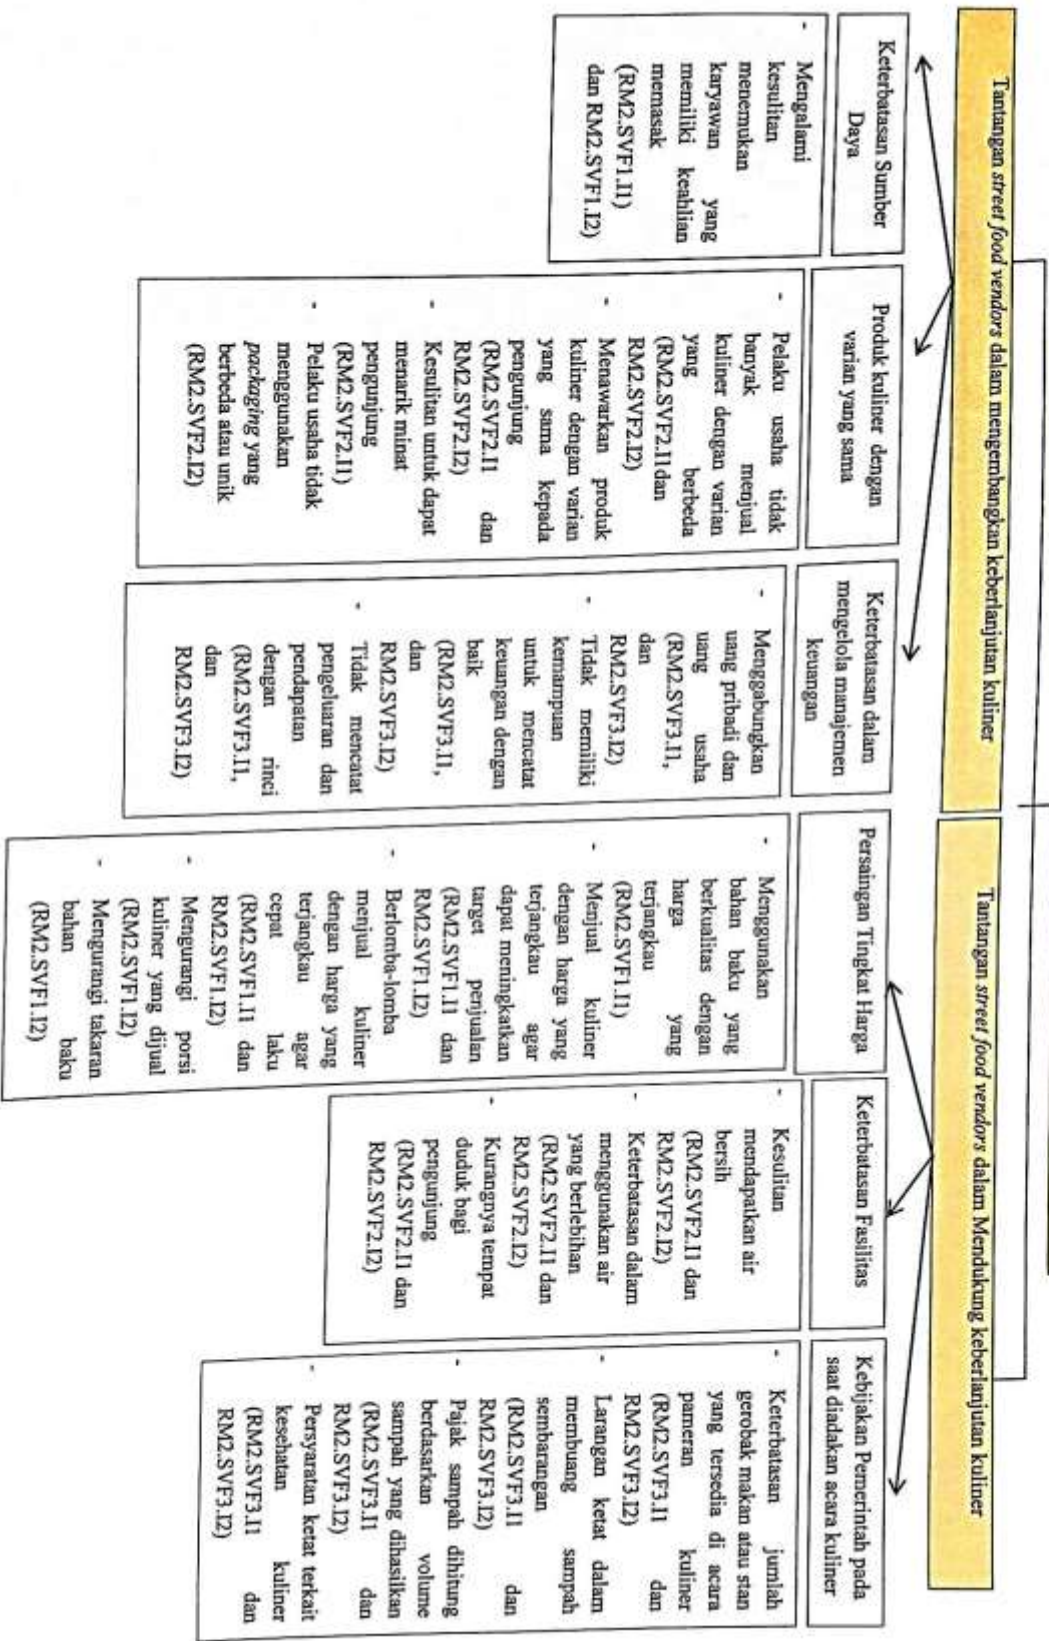 Tantangan street food vendors dalam mengembangkan keberlanjutan kuliner
Tantangan street food vendors dalam Mendukung keberlanjutan kuliner
Keterbatasan Sumber
Daya
- Mengalami
kesulitan
menemukan
karyawan yang
memiliki keahlian
memasak
(RM2.SVF1.I1)
dan RM2.SVF1.I2)
Produk kuliner dengan
varian yang sama
- Pelaku usaha tidak
banyak menjual
kuliner dengan varian
yang berbeda
(RM2.SVF2.I1dan
RM2.SVF2.I2)
- Menawarkan produk
kuliner dengan varian
yang sama kepada
pengunjung
(RM2.SVF2.I1 dan
RM2.SVF2.I2)
- Kesulitan untuk dapat
menarik minat
pengunjung
(RM2.SVF2.I1)
- Pelaku usaha tidak
menggunakan
packaging yang
berbeda atau unik
(RM2.SVF2.I2)
Keterbatasan dalam
mengelola manajemen
keuangan
- Menggabungkan
uang pribadi dan
uang usaha
(RM2.SVF3.I1,
dan
RM2.SVF3.I2)
- Tidak memiliki
kemampuan
untuk mencatat
keuangan dengan
baik
(RM2.SVF3.I1,
dan
RM2.SVF3.I2)
- Tidak mencatat
pengeluaran dan
pendapatan
dengan rinci
(RM2.SVF3.I1,
dan
RM2.SVF3.I2)
Persaingan Tingkat Harga
- Menggunakan
bahan baku yang
berkualitas dengan
harga yang
terjangkau
(RM2.SVF1.I1)
- Menjual kuliner
dengan harga yang
terjangkau agar
dapat meningkatkan
target penjualan
(RM2.SVF1.I1 dan
RM2.SVF1.I2)
- Berlomba-lomba
menjual kuliner
dengan harga yang
terjangkau agar
cepat laku
(RM2.SVF1.I1 dan
RM2.SVF1.I2)
- Mengurangi porsi
kuliner yang dijual
(RM2.SVF1.I2)
- Mengurangi takaran
bahan baku
(RM2.SVF1.I2)
Keterbatasan Fasilitas
- Kesulitan
mendapatkan air
bersih
(RM2.SVF2.I1 dan
RM2.SVF2.I2)
- Keterbatasan dalam
menggunakan air
yang berlebihan
(RM2.SVF2.I1 dan
RM2.SVF2.I2)
- Kurangnya tempat
duduk bagi
pengunjung
(RM2.SVF2.I1 dan
RM2.SVF2.I2)
Kebijakan Pemerintah pada
saat diadakan acara kuliner
- Keterbatasan jumlah
gerobak makan atau stan
yang tersedia di acara
pameran kuliner
(RM2.SVF3.I1 dan
RM2.SVF3.I2)
- Larangan ketat dalam
membuang sampah
sembarangan
(RM2.SVF3.I1 dan
RM2.SVF3.I2)
- Pajak sampah dihitung
berdasarkan volume
sampah yang dihasilkan
(RM2.SVF3.I1 dan
RM2.SVF3.I2)
- Persyaratan ketat terkait
kesehatan kuliner
(RM2.SVF3.I1 dan
RM2.SVF3.I2)